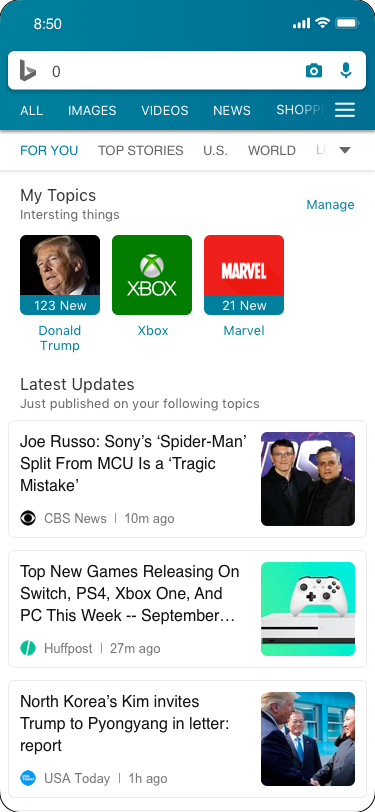 8:50
0
ALL IMAGES VIDEOS NEWS SHOPP
FOR YOU TOP STORIES U.S. WORLD
My Topics
Intersting things
Manage
123 New
XBOX
MARVEL
21 New
Donald
Trump
Xbox
Marvel
Latest Updates
Just published on your following topics
Joe Russo: Sony’s ‘Spider-Man’
Split From MCU Is a ‘Tragic
Mistake’
CBS News | 10m ago
Top New Games Releasing On
Switch, PS4, Xbox One, And
PC This Week -- September…
Huffpost | 27m ago
North Korea’s Kim invites
Trump to Pyongyang in letter:
report
USA Today | 1h ago